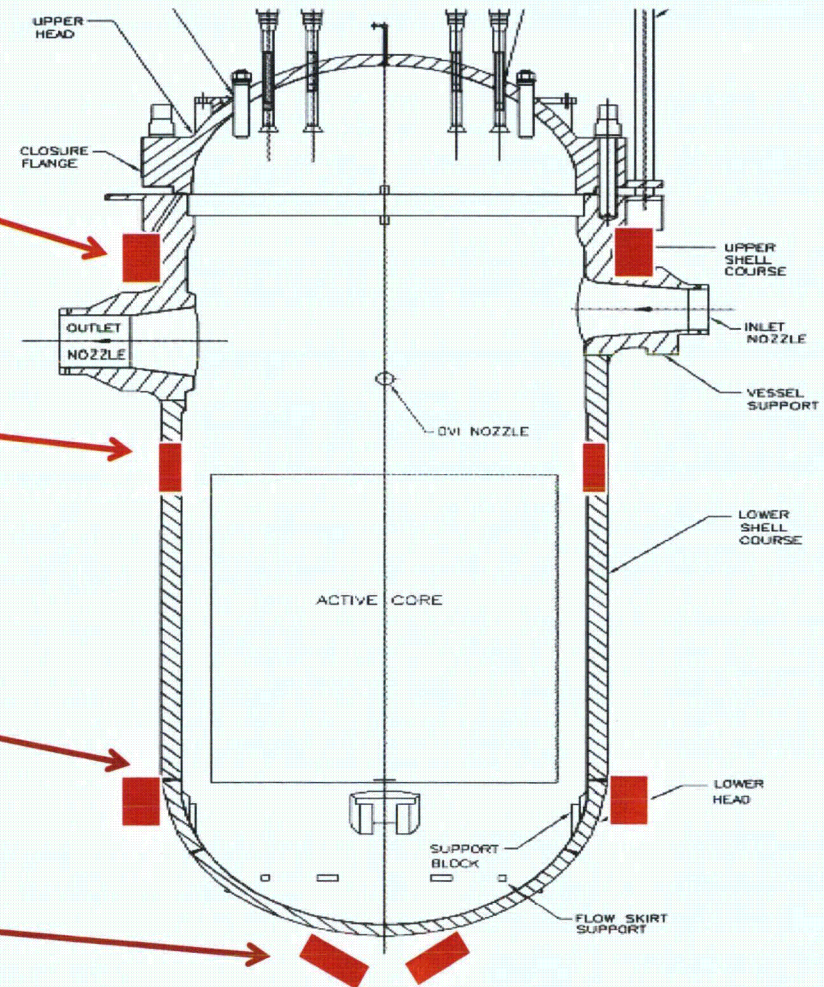 UPPER
HEAD
CLOSURE
FLANGE
UPPER
SHELL
COURSE
OUTLET
NOZZLE
INLET
NOZZLE
VESSEL
SUPPORT
DVI NOZZLE
LOWER
SHELL
COURSE
ACTIVE CORE
LOWER
HEAD
SUPPORT
BLOCK
FLOW SKIRT
SUPPORT